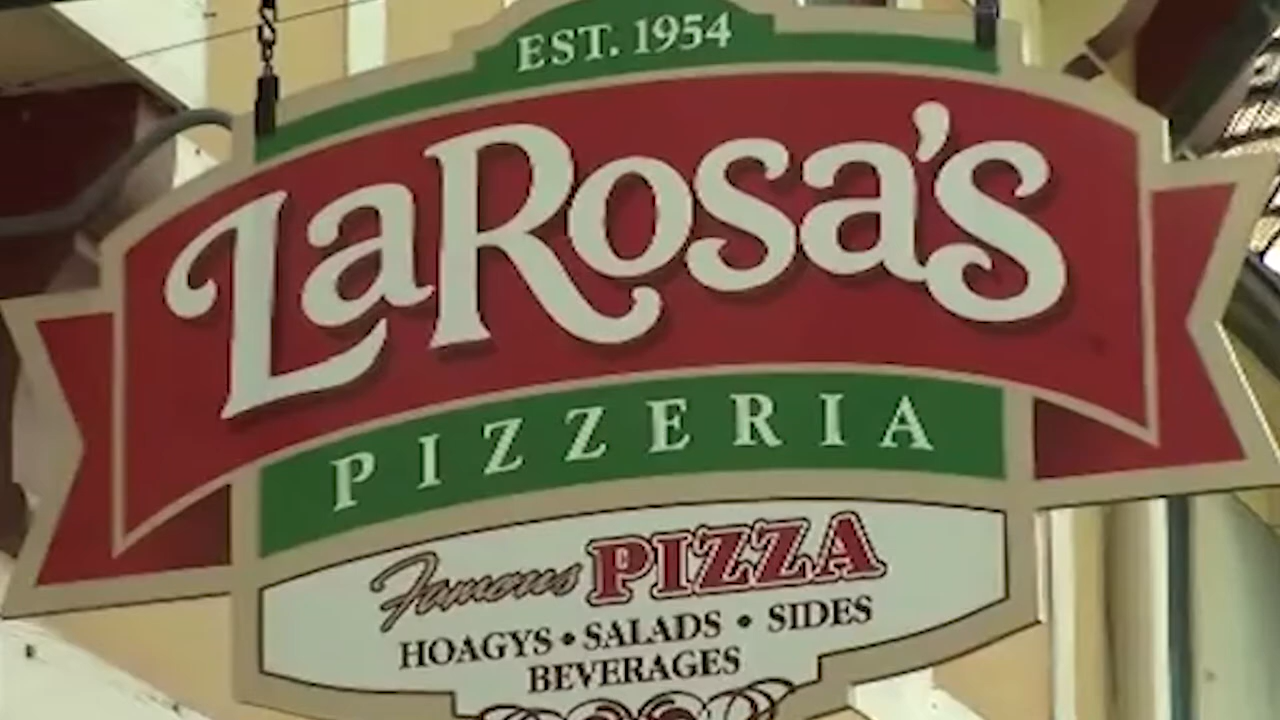 EST. 1954
LaRosa's
PIZZERIA
Famous PIZZA
HOAGYS • SALADS • SIDES
BEVERAGES